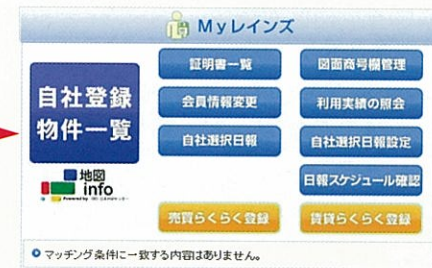 Myレインズ
自社登録
物件一覧
証明書一覧
図面商号欄管理
会員情報変更
利用実績の照会
自社選択日報
自社選択日報設定
日報スケジュール確認
地図
info
Powered by
売買らくらく登録
賃貸らくらく登録
マッチング条件に一致する内容はありません。